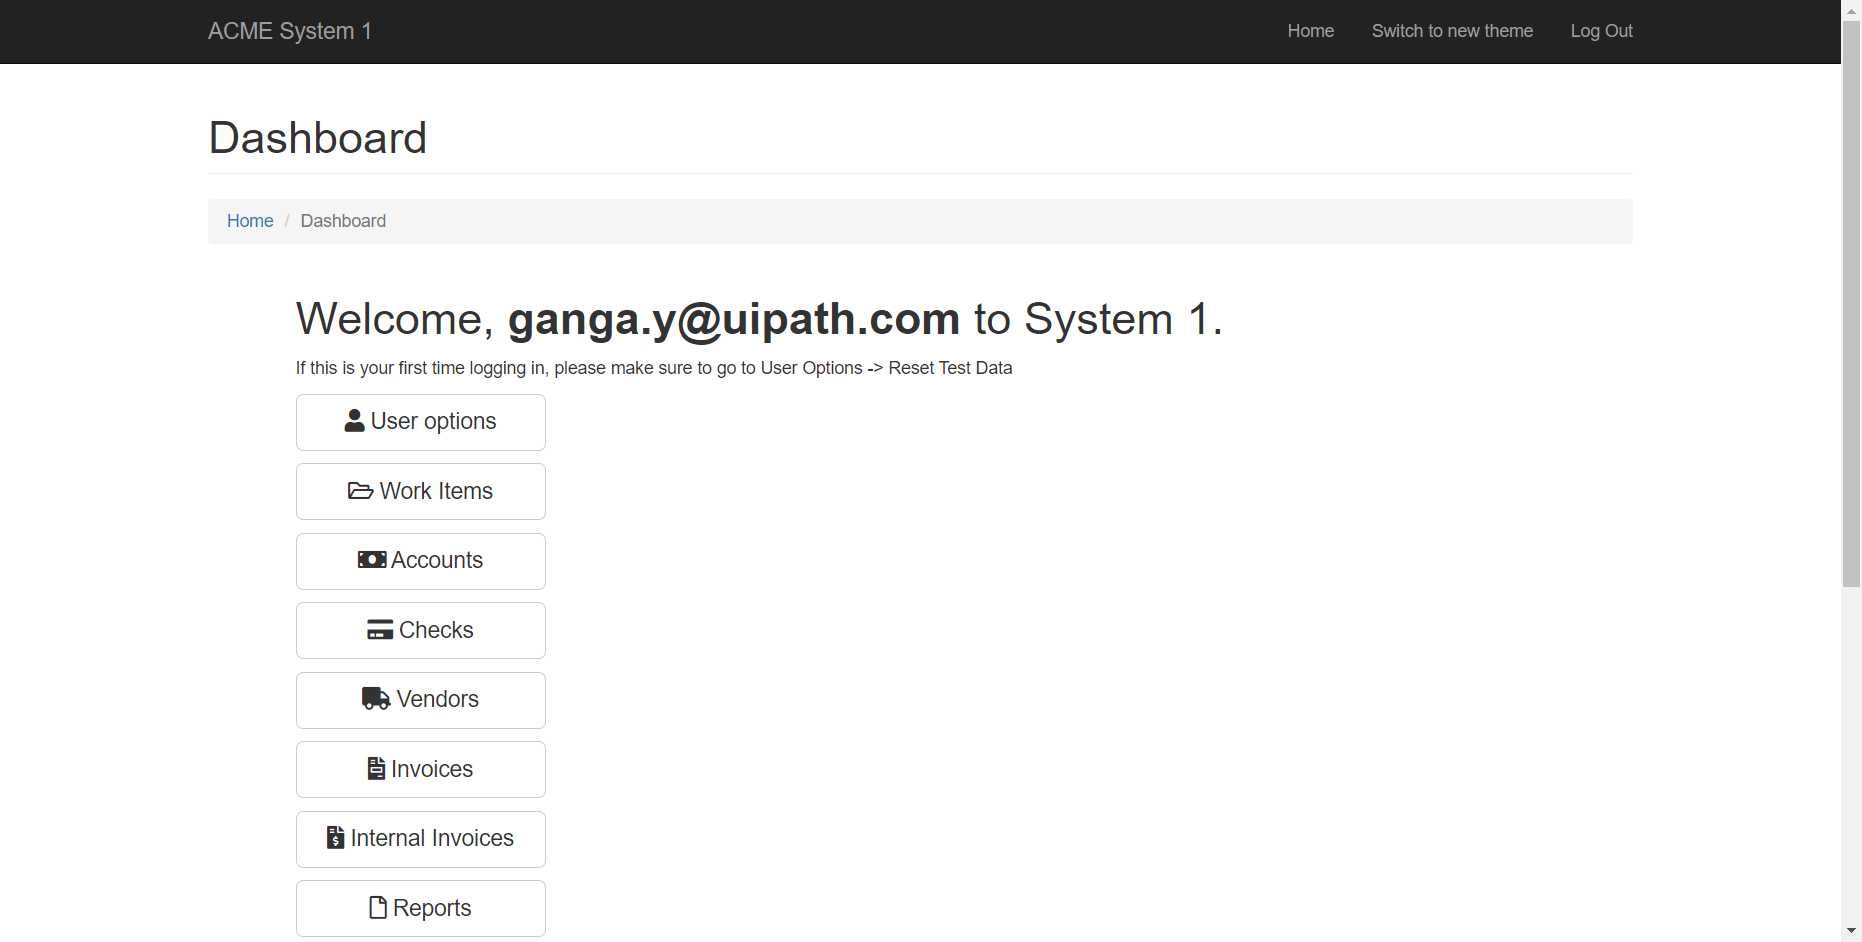 ACME System 1
Home
Switch to new theme
Log Out
Dashboard
Home / Dashboard
Welcome, ganga.y@uipath.com to System 1.
If this is your first time logging in, please make sure to go to User Options -> Reset Test Data
User options
Work Items
Accounts
Checks
Vendors
Invoices
Internal Invoices
Reports